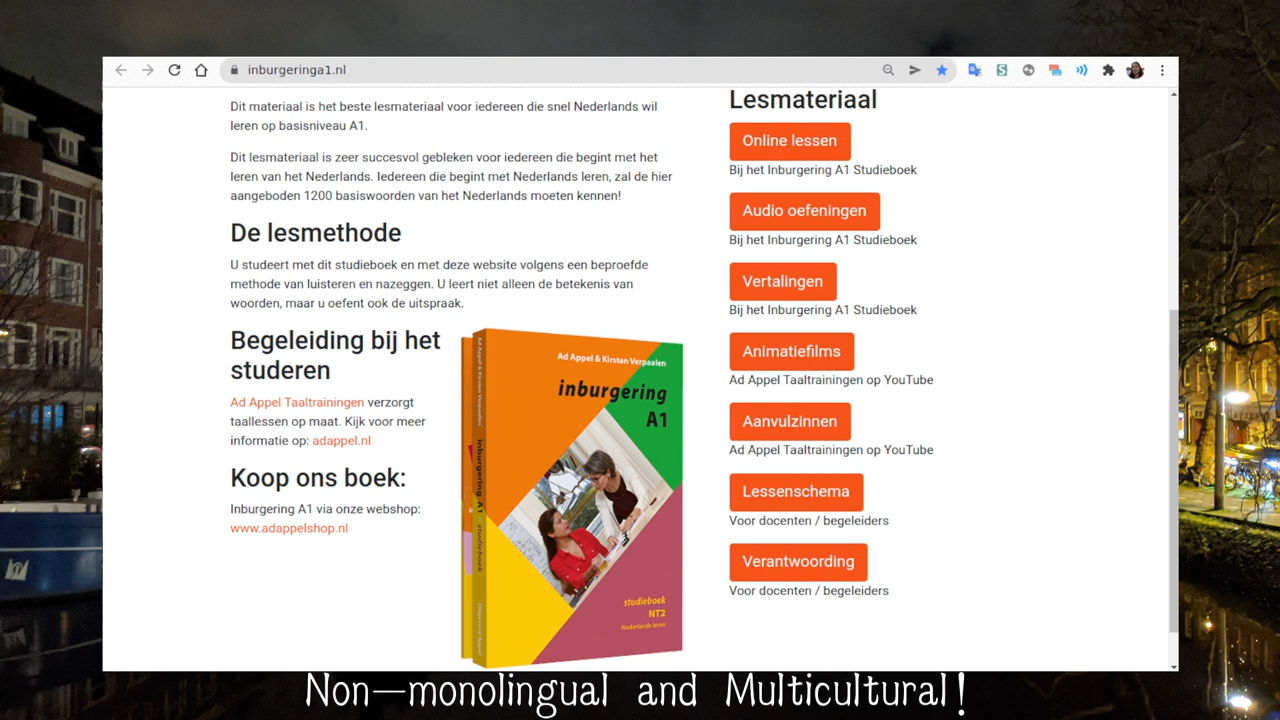 inburgeringa1.nl
Dit materiaal is het beste lesmateriaal voor iedereen die snel Nederlands wil
leren op basisniveau A1.
Dit lesmateriaal is zeer succesvol gebleken voor iedereen die begint met het
leren van het Nederlands. Iedereen die begint met Nederlands leren, zal de hier
aangeboden 1200 basiswoorden van het Nederlands moeten kennen!
De lesmethode
U studeert met dit studieboek en met deze website volgens een beproefde
methode van luisteren en nazeggen. U leert niet alleen de betekenis van
woorden, maar u oefent ook de uitspraak.
Begeleiding bij het
studeren
Ad Appel Taaltrainingen verzorgt
taallessen op maat. Kijk voor meer
informatie op: adappel.nl
Koop ons boek:
Inburgering A1 via onze webshop:
www.adappelshop.nl
Ad Appel & Kirsten Verpaalen
inburgering A1 studieboek
Ad Appel & Kirsten Verpaalen
inburgering
A1
studieboek
NT2
Nederlands leren
Lesmateriaal
Online lessen
Bij het Inburgering A1 Studieboek
Audio oefeningen
Bij het Inburgering A1 Studieboek
Vertalingen
Bij het Inburgering A1 Studieboek
Animatiefilms
Ad Appel Taaltrainingen op YouTube
Aanvulzinnen
Ad Appel Taaltrainingen op YouTube
Lessenschema
Voor docenten / begeleiders
Verantwoording
Voor docenten / begeleiders
Non-monolingual and Multicultural!